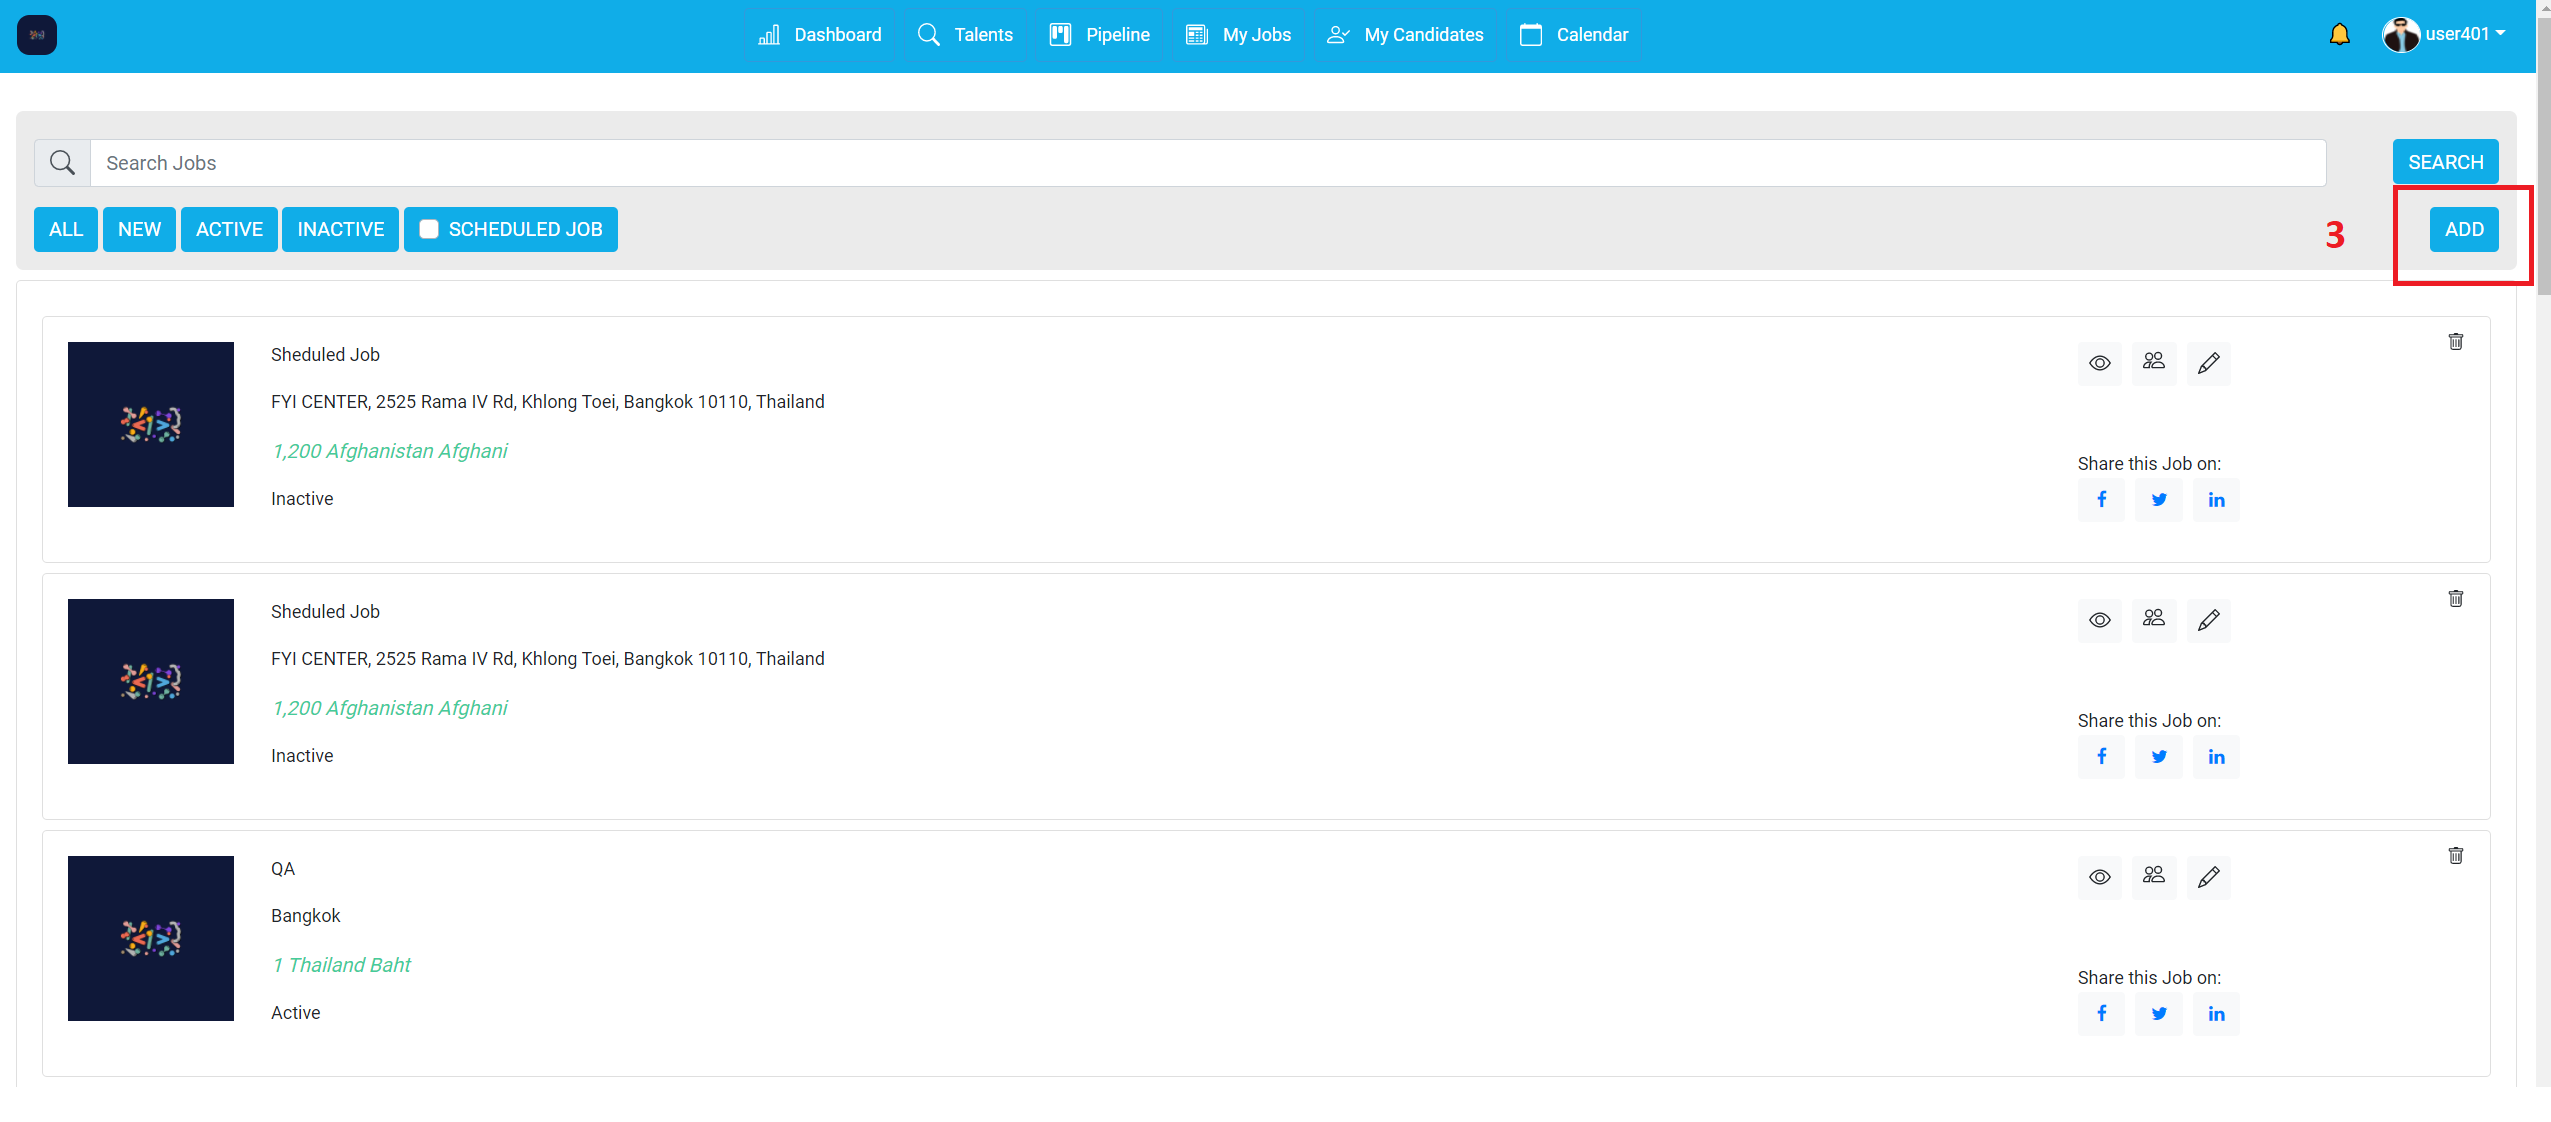 Dashboard Talents Pipeline My Jobs My Candidates Calendar user401
Search Jobs SEARCH
ALL NEW ACTIVE INACTIVE SCHEDULED JOB 3 ADD
Sheduled Job
FYI CENTER, 2525 Rama IV Rd, Khlong Toei, Bangkok 10110, Thailand
1,200 Afghanistan Afghani
Share this Job on:
Inactive
Sheduled Job
FYI CENTER, 2525 Rama IV Rd, Khlong Toei, Bangkok 10110, Thailand
1,200 Afghanistan Afghani
Share this Job on:
Inactive
QA
Bangkok
1 Thailand Baht
Share this Job on:
Active